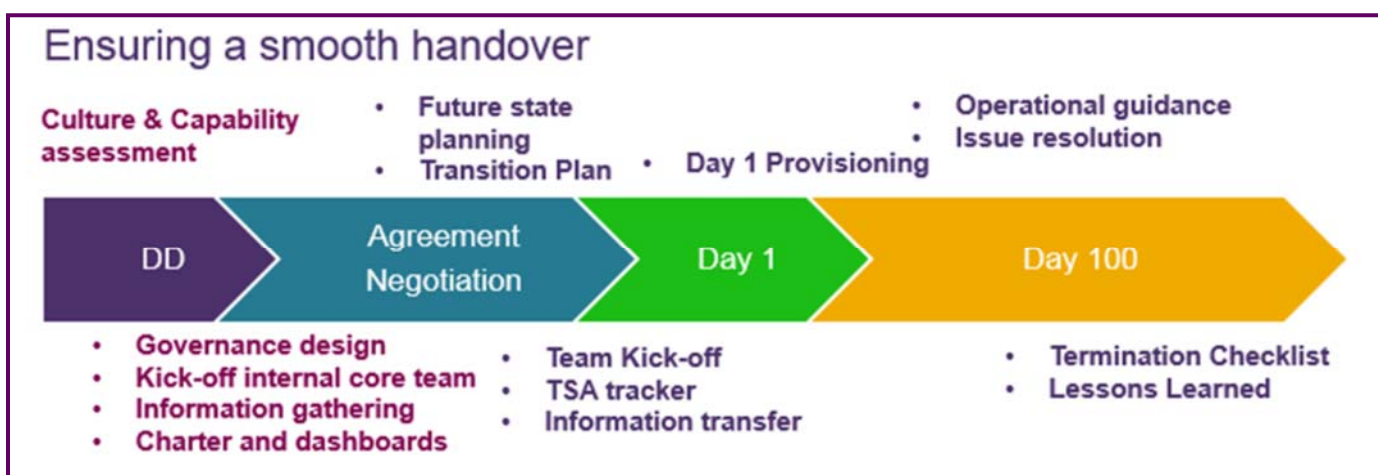 Ensuring a smooth handover
Culture & Capability
assessment
• Future state
planning
• Transition Plan
• Day 1 Provisioning
• Operational guidance
• Issue resolution
DD
Agreement
Negotiation
Day 1
Day 100
• Governance design
• Kick-off internal core team
• Information gathering
• Charter and dashboards
• Team Kick-off
• TSA tracker
• Information transfer
• Termination Checklist
• Lessons Learned